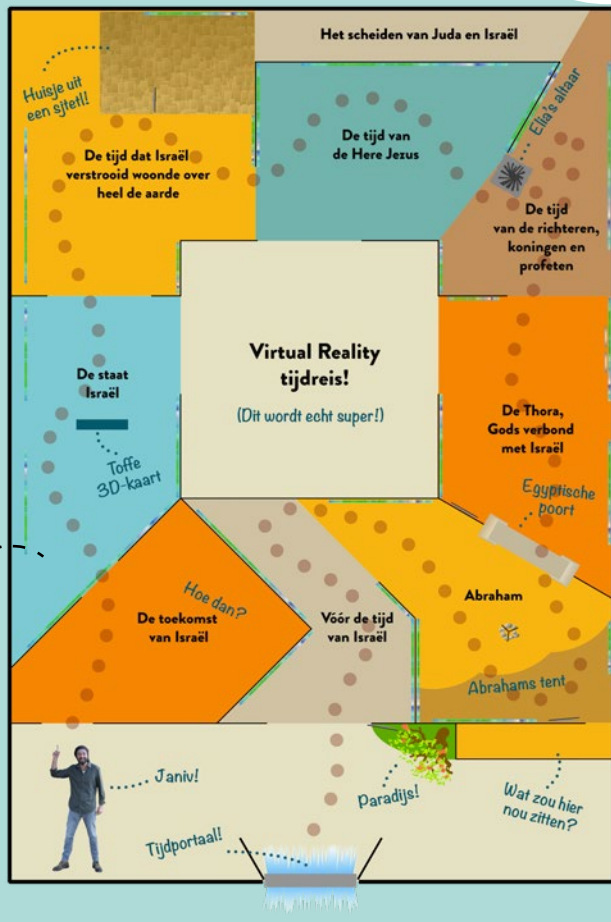 Het scheiden van Juda en Israël
Huisje uit
een sjtetl!
De tijd dat Israël
verstrooid woonde over
heel de aarde
De tijd van
de Here Jezus
Elia's altaar
De tijd
van de richteren,
koningen en
profeten
De staat
Israël
Toffe
3D-kaart
Virtual Reality
tijdreis!
(Dit wordt echt super!)
De Thora,
Gods verbond
met Israël
Egyptische
poort
Hoe dan?
De toekomst
van Israël
Vóór de tijd
van Israël
Abraham
Abrahams tent
Janiv!
Paradijs!
Wat zou hier
nou zitten?
Tijdportaal!